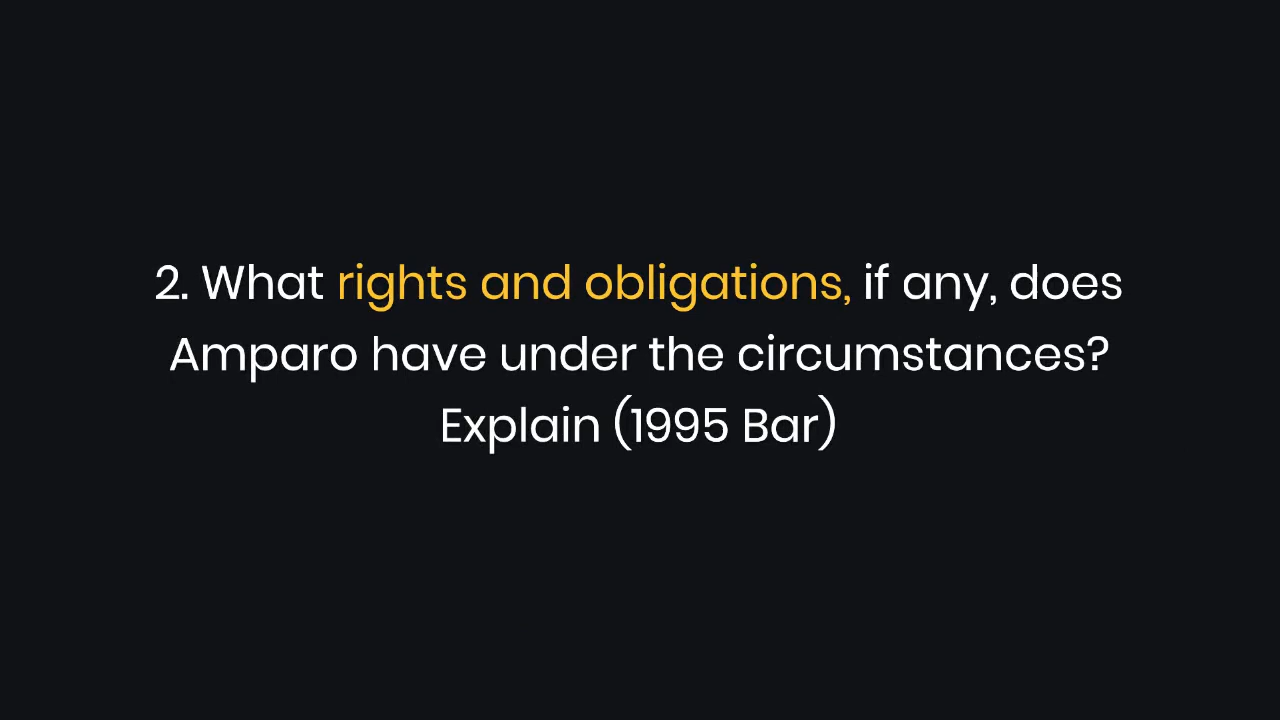 2. What rights and obligations, if any, does
Amparo have under the circumstances?
Explain (1995 Bar)